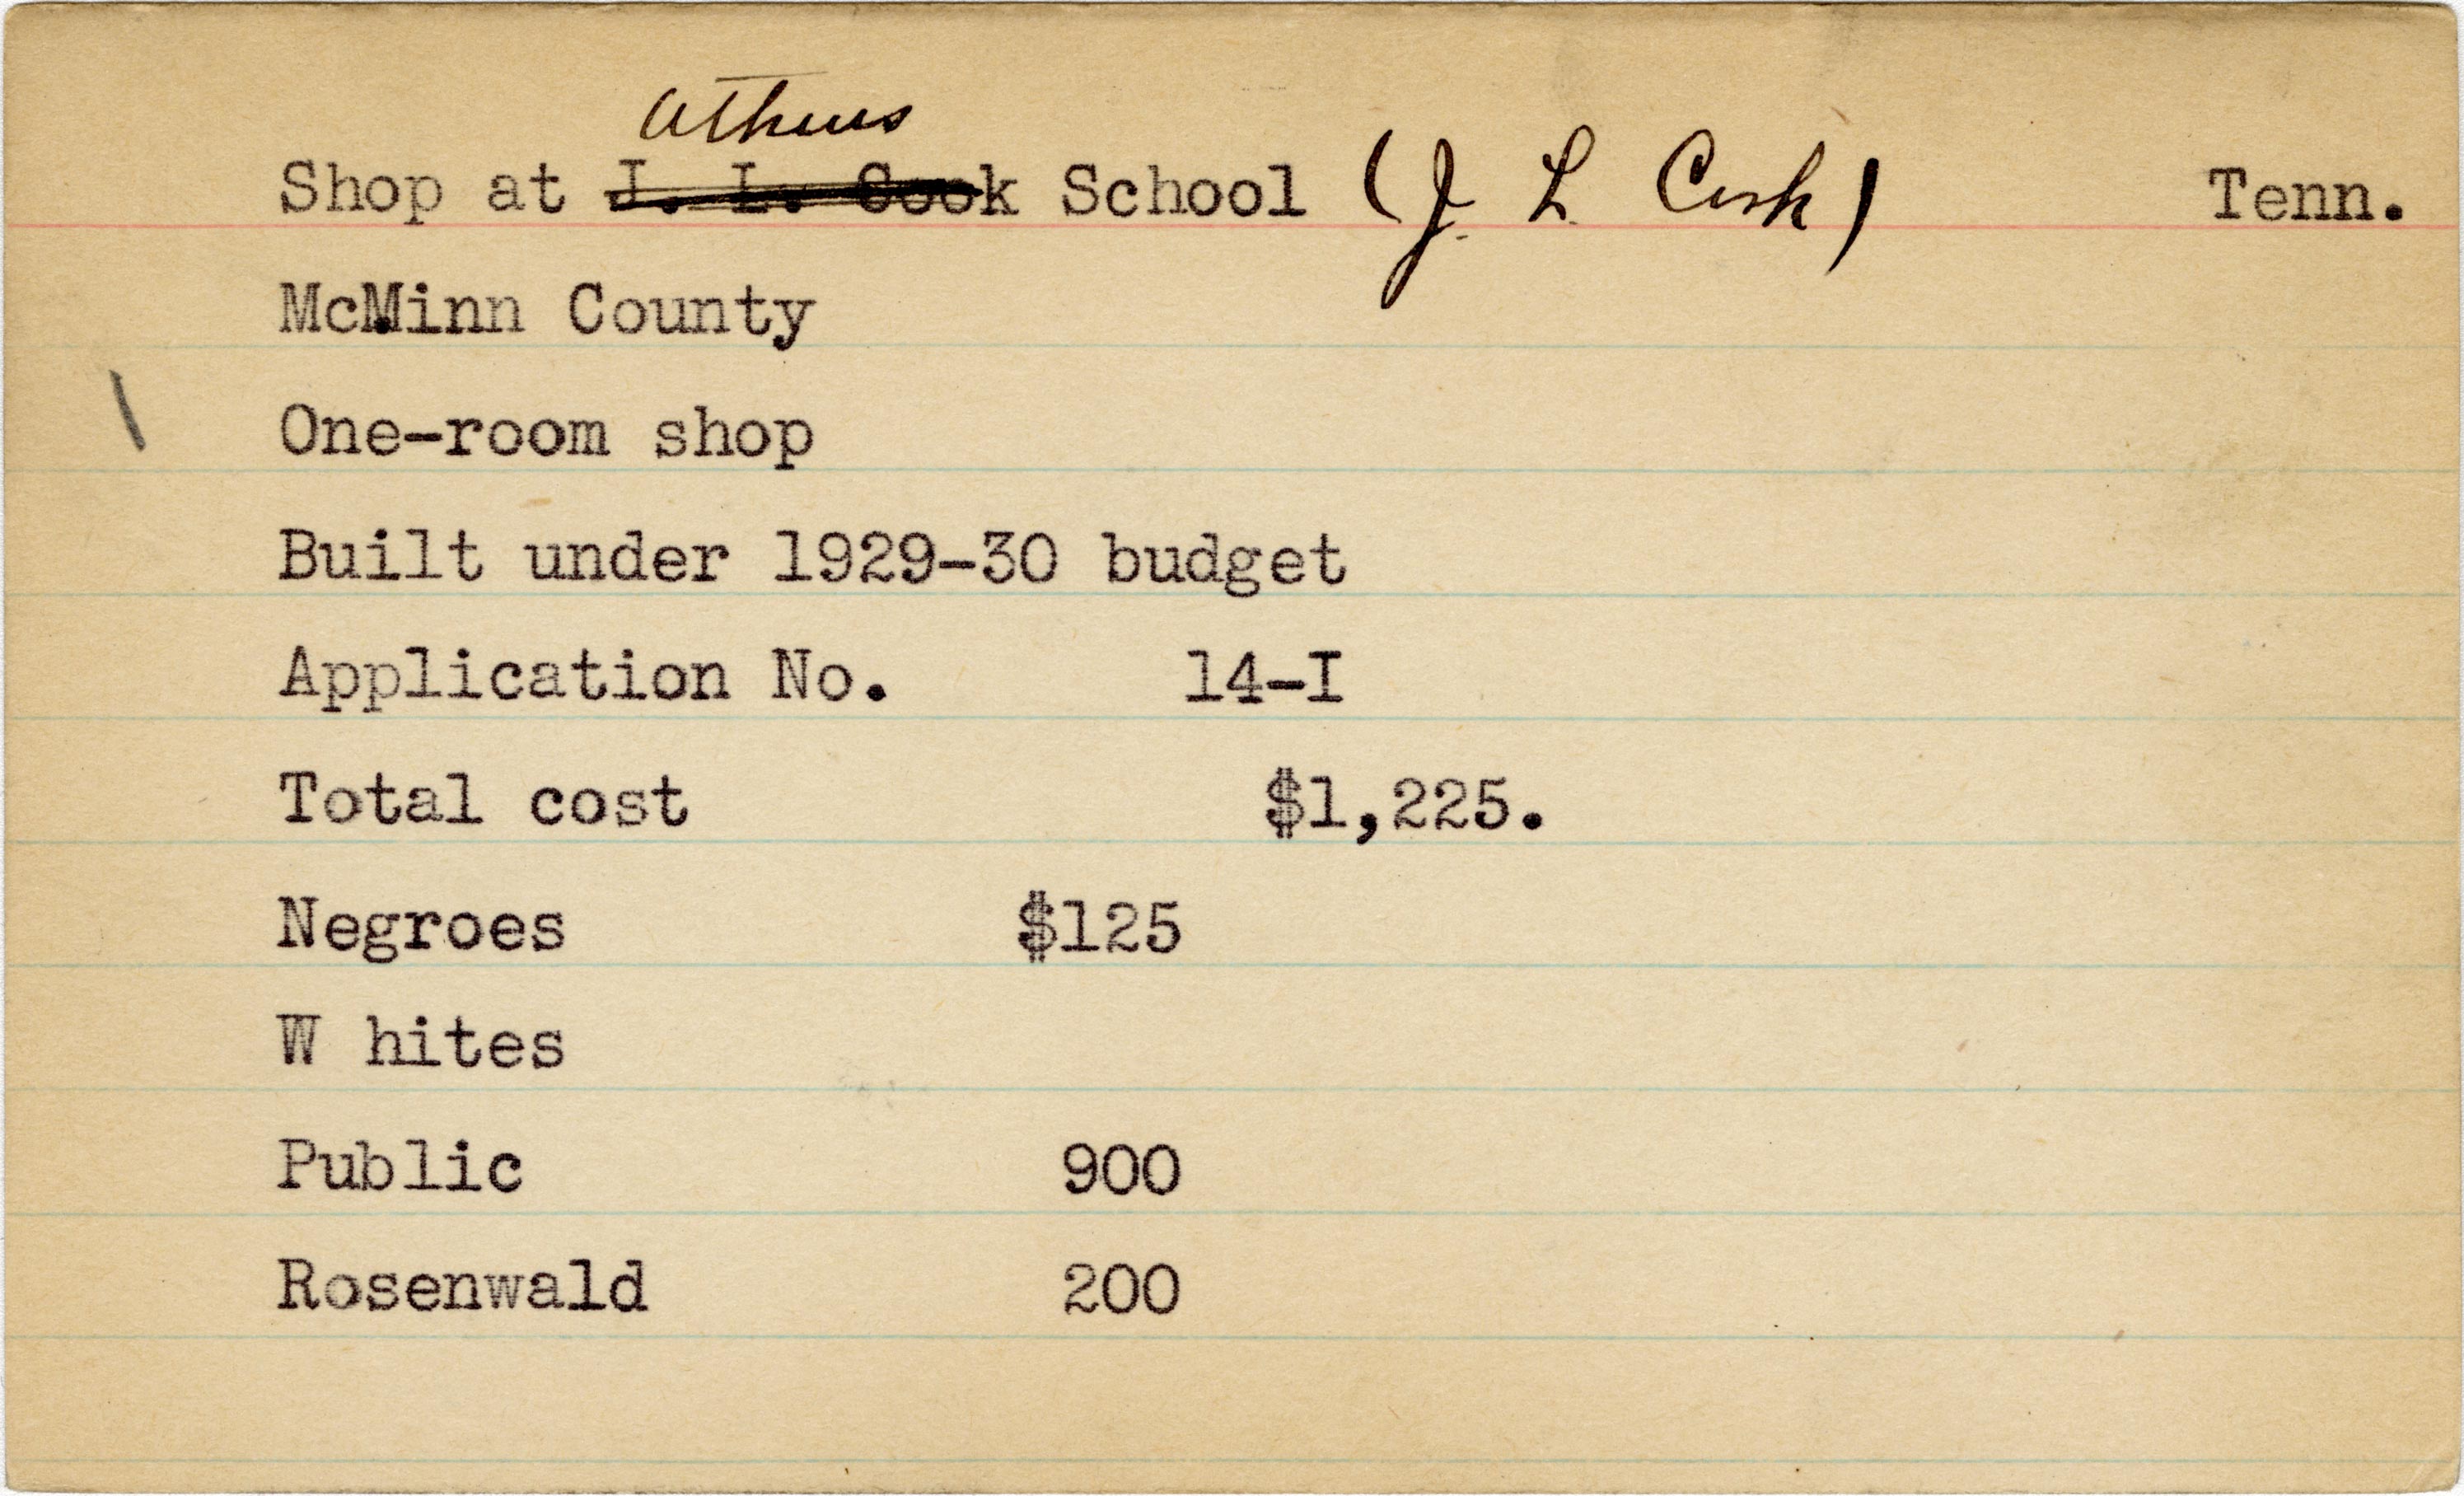 Athens
Shop at J. L. Cook School (J. L. Cook) Tenn.
McMinn County
One-room shop
Built under 1929-30 budget
Application No. 14-I
Total cost $1,225.
Negroes $125
W hites
Public 900
Rosenwald 200